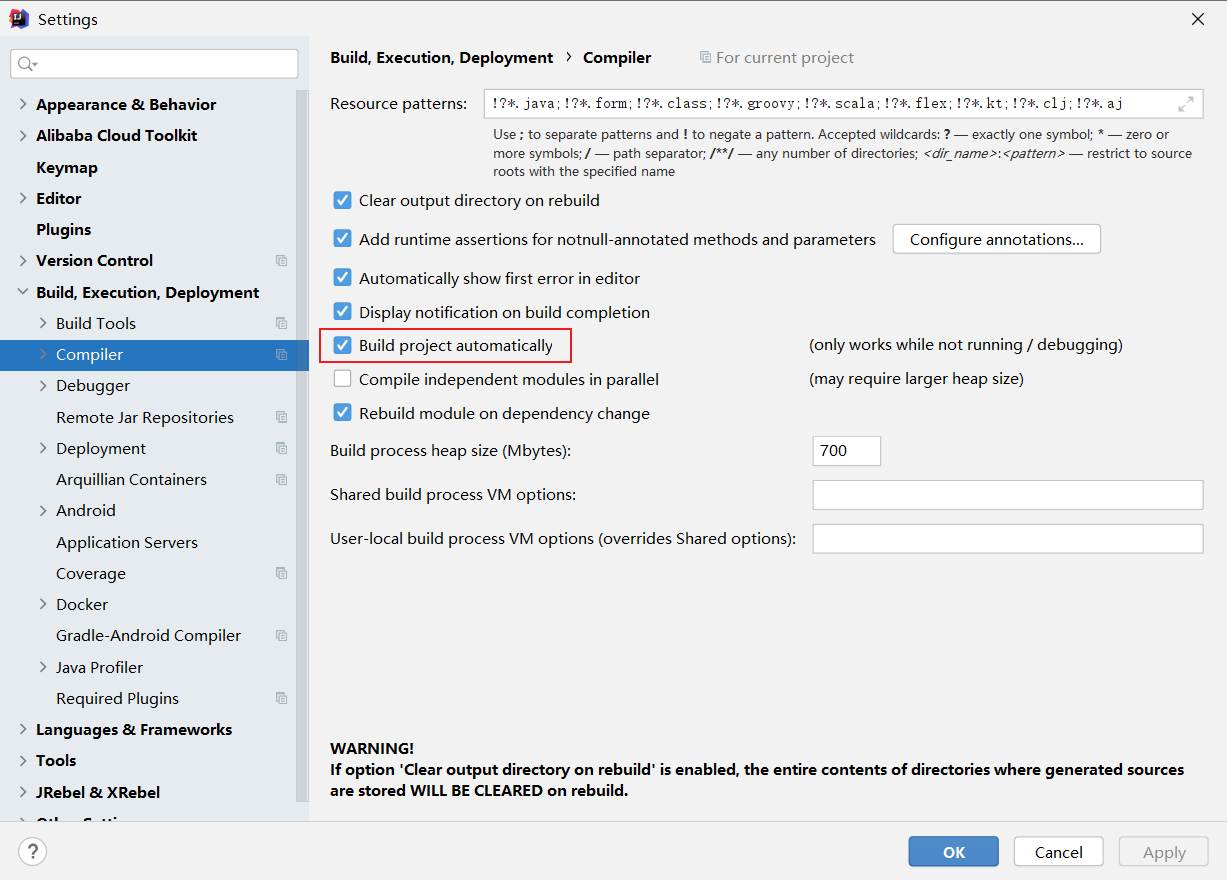 Settings
Appearance & Behavior
Alibaba Cloud Toolkit
Keymap
Editor
Plugins
Version Control
Build, Execution, Deployment
Build Tools
Compiler
Debugger
Remote Jar Repositories
Deployment
Arquillian Containers
Android
Application Servers
Coverage
Docker
Gradle-Android Compiler
Java Profiler
Required Plugins
Languages & Frameworks
Tools
JRebel & XRebel
Build, Execution, Deployment › Compiler For current project
Resource patterns: !?*.java;!?*.form;!?*.class;!?*.groovy;!?*.scala;!?*.flex;!?*.kt;!?*.clj;!?*.aj
Use ; to separate patterns and ! to negate a pattern. Accepted wildcards: ? — exactly one symbol; * — zero or
more symbols; / — path separator; /**/ — any number of directories; <dir_name>:<pattern> — restrict to source
roots with the specified name
Clear output directory on rebuild
Add runtime assertions for notnull-annotated methods and parameters Configure annotations...
Automatically show first error in editor
Display notification on build completion
Build project automatically (only works while not running / debugging)
Compile independent modules in parallel (may require larger heap size)
Rebuild module on dependency change
Build process heap size (Mbytes): 700
Shared build process VM options:
User-local build process VM options (overrides Shared options):
WARNING!
If option 'Clear output directory on rebuild' is enabled, the entire contents of directories where generated sources
are stored WILL BE CLEARED on rebuild.
? OK Cancel Apply